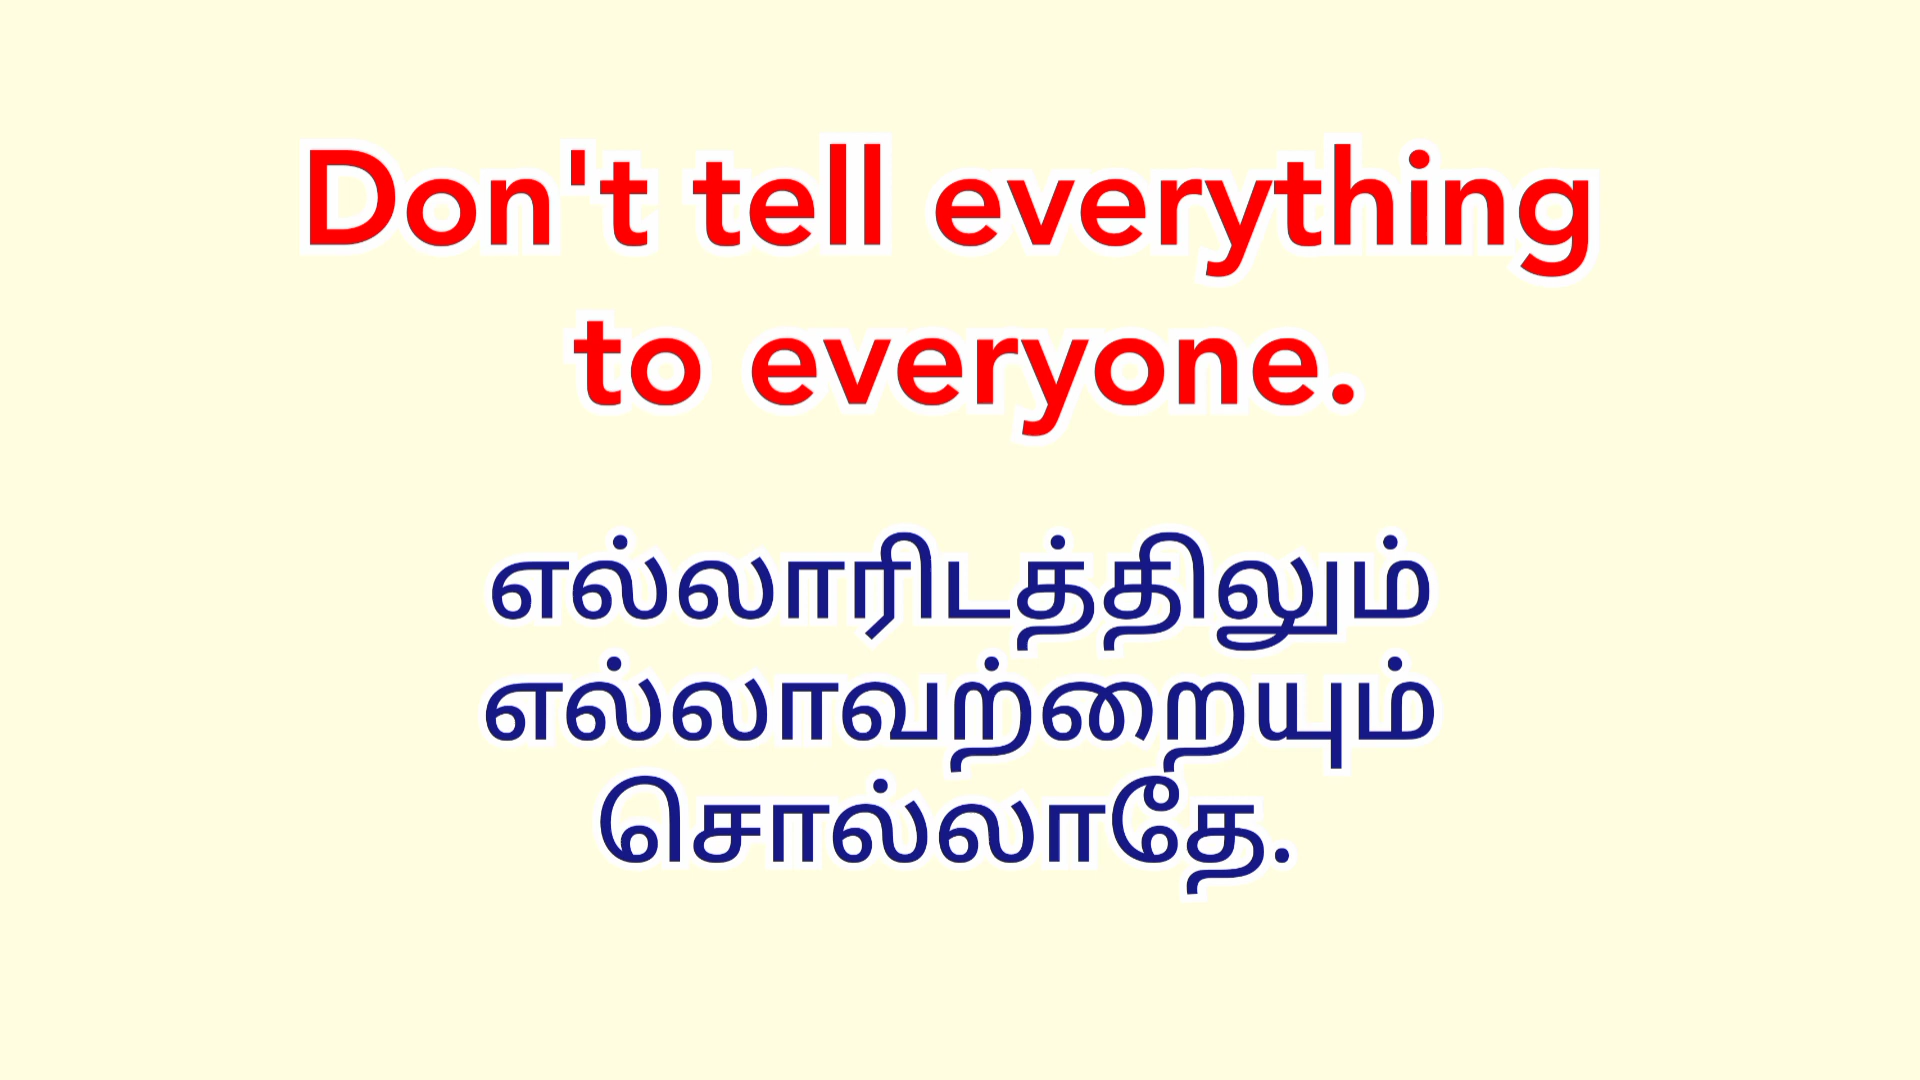 Don't tell everything
to everyone.
எல்லாரிடத்திலும்
எல்லாவற்றையும்
சொல்லாதே.